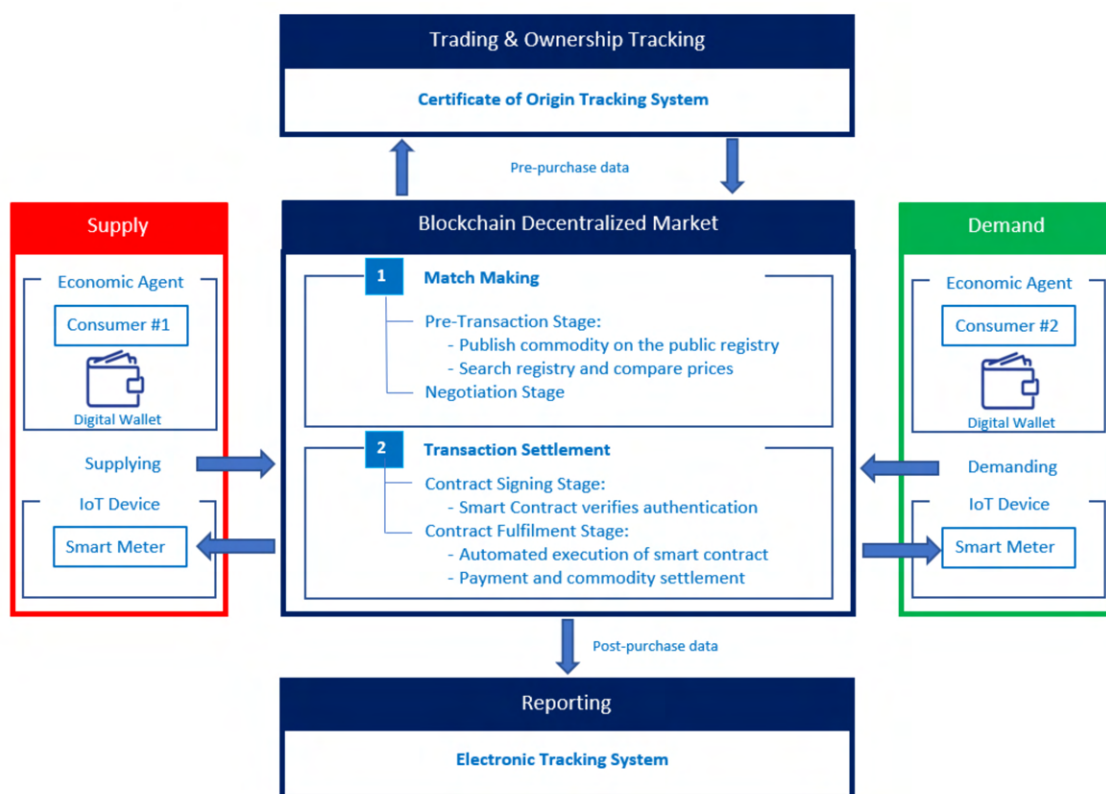 Trading & Ownership Tracking
Certificate of Origin Tracking System
Pre-purchase data
Supply
Economic Agent
Consumer #1
Digital Wallet
Supplying
IoT Device
Smart Meter
Blockchain Decentralized Market
1
Match Making
Pre-Transaction Stage:
- Publish commodity on the public registry
- Search registry and compare prices
Negotiation Stage
2
Transaction Settlement
Contract Signing Stage:
- Smart Contract verifies authentication
Contract Fulfilment Stage:
- Automated execution of smart contract
- Payment and commodity settlement
Demand
Economic Agent
Consumer #2
Digital Wallet
Demanding
IoT Device
Smart Meter
Post-purchase data
Reporting
Electronic Tracking System